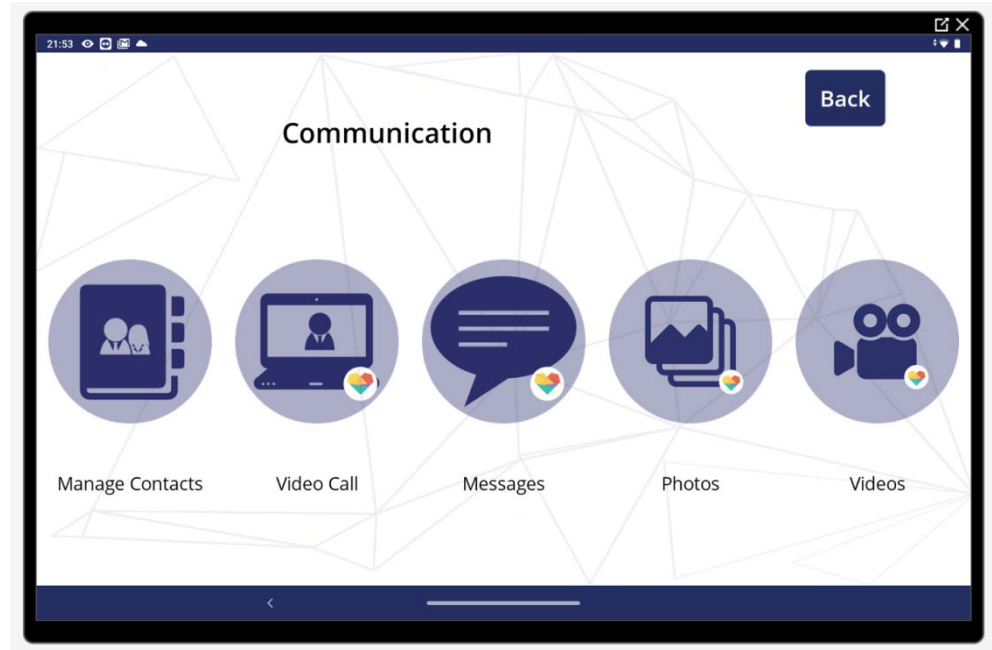 21:53
Back
Communication
Manage Contacts
Video Call
Messages
Photos
Videos